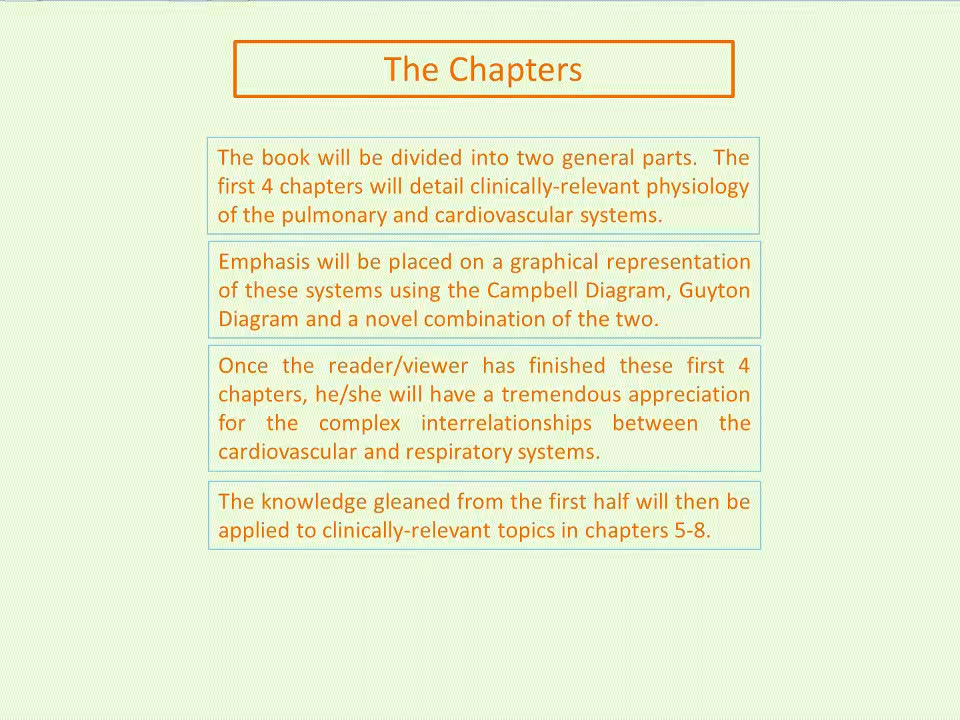 The Chapters
The book will be divided into two general parts.  The
first 4 chapters will detail clinically-relevant physiology
of the pulmonary and cardiovascular systems.
Emphasis will be placed on a graphical representation
of these systems using the Campbell Diagram, Guyton
Diagram and a novel combination of the two.
Once the reader/viewer has finished these first 4
chapters, he/she will have a tremendous appreciation
for the complex interrelationships between the
cardiovascular and respiratory systems.
The knowledge gleaned from the first half will then be
applied to clinically-relevant topics in chapters 5-8.